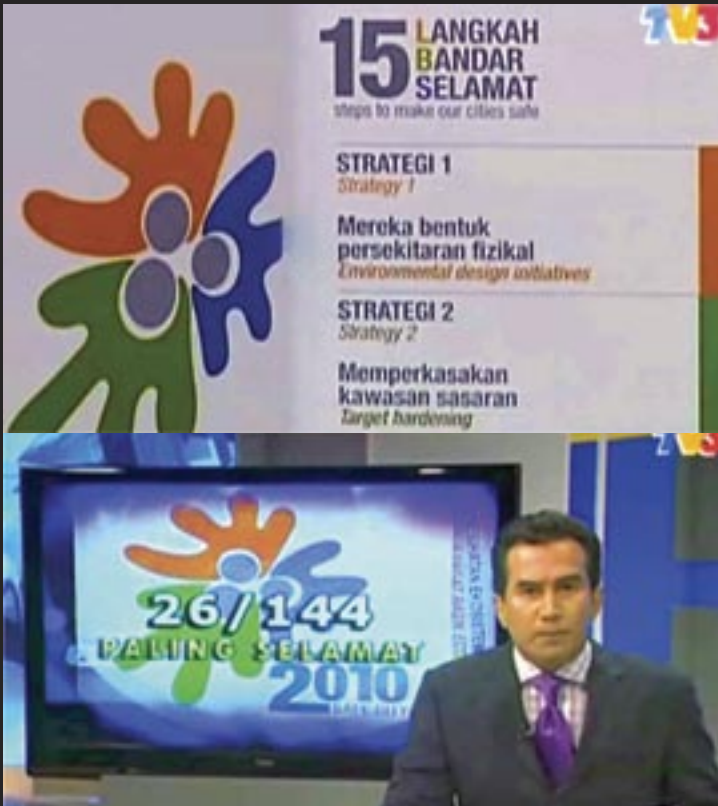 TV3
15 LANGKAH
BANDAR
SELAMAT
steps to make our cities safe
STRATEGI 1
Strategy 1
Mereka bentuk
persekitaran fizikal
Environmental design initiatives
STRATEGI 2
Strategy 2
Memperkasakan
kawasan sasaran
Target hardening
TV3
26/144
PALING SELAMAT
2010